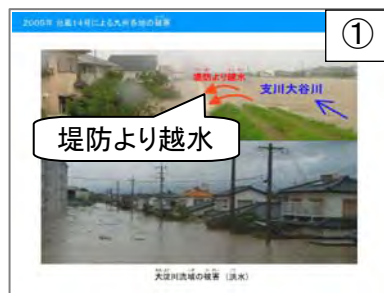 2005年 台風14号による九州各地の被害
①
堤防より越水
支川大谷川
堤防より越水
大淀川流域の被害（洪水）